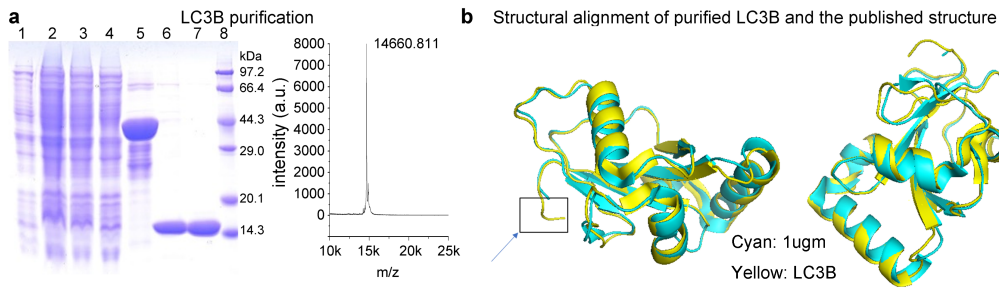 a LC3B purification
1 2 3 4 5 6 7 8
kDa
97.2
66.4
44.3
29.0
20.1
14.3
14660.811
8000
7000
6000
5000
4000
3000
2000
1000
0
intensity (a.u.)
10k 15k 20k 25k
m/z
b Structural alignment of purified LC3B and the published structure
Cyan: 1ugm
Yellow: LC3B